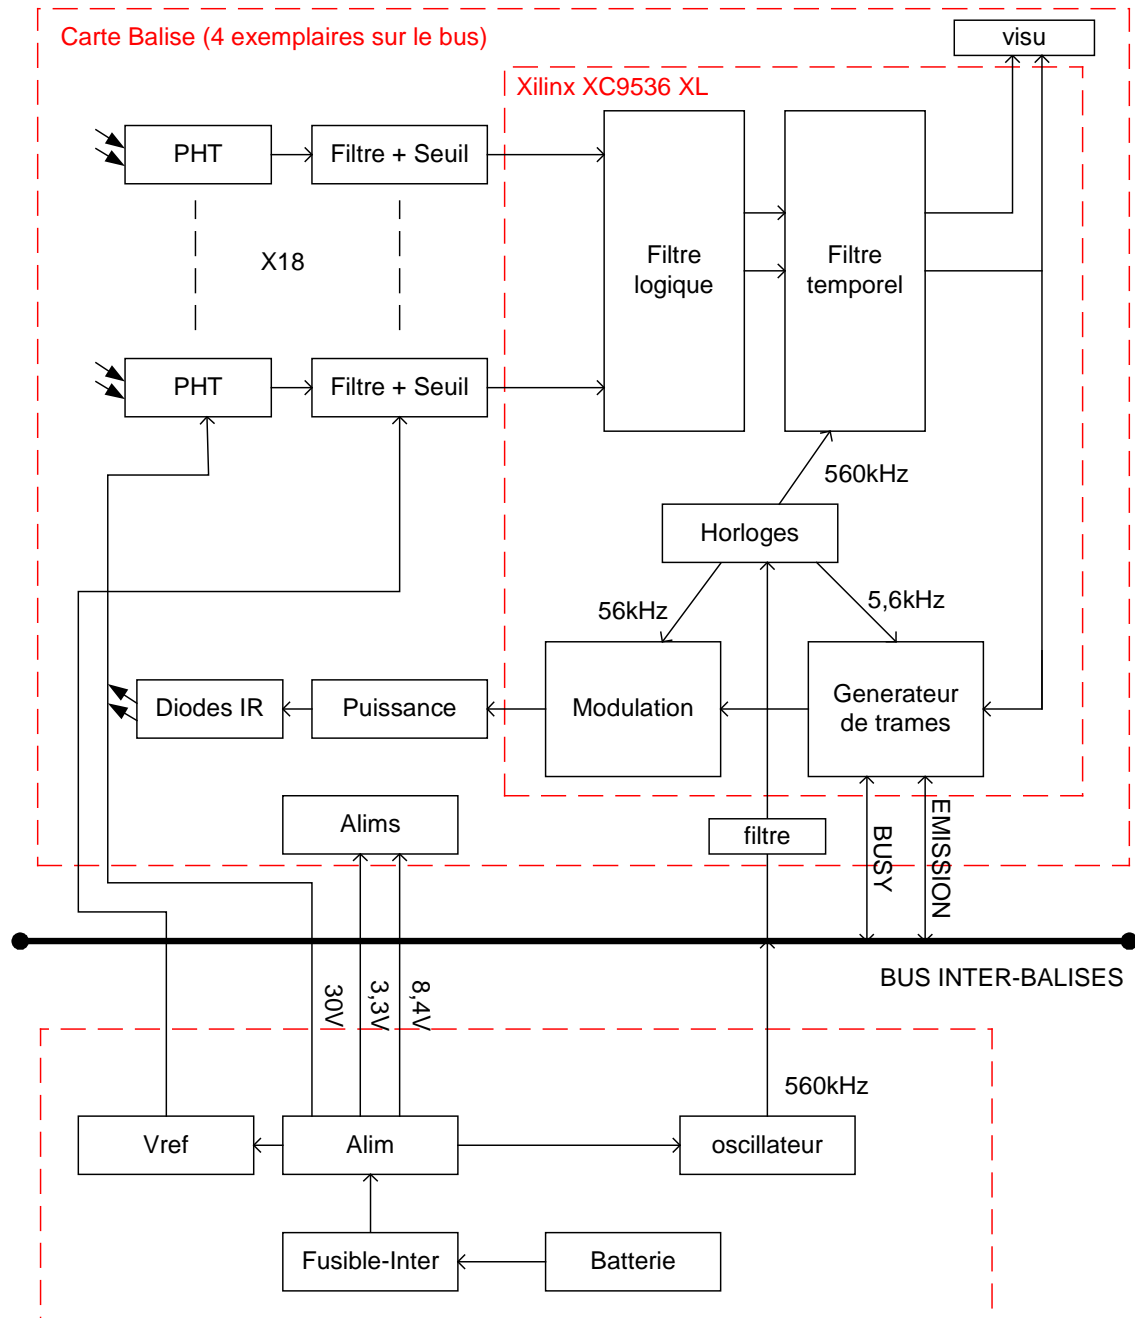 Carte Balise (4 exemplaires sur le bus)
visu
Xilinx XC9536 XL
PHT
Filtre + Seuil
X18
Filtre
logique
Filtre
temporel
PHT
Filtre + Seuil
560kHz
Horloges
56kHz
5,6kHz
Diodes IR
Puissance
Modulation
Génerateur
de trames
Alims
filtre
BUSY
EMISSION
BUS INTER-BALISES
30V
3,3V
8,4V
560kHz
Vref
Alim
oscillateur
Fusible-Inter
Batterie